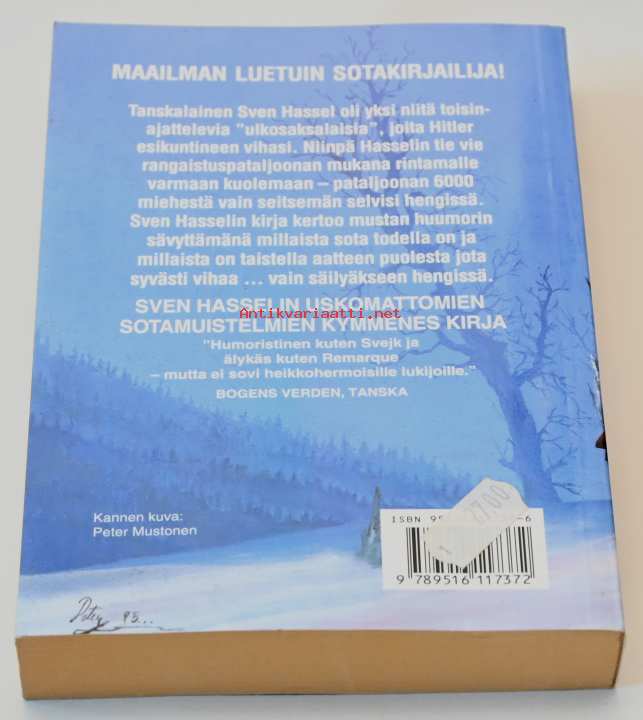 MAAILMAN LUETUIN SOTAKIRJAILIJA!
Tanskalainen Sven Hassel oli yksi niitä toisin-
ajattelevia "ulkosaksalaisia", joita Hitler
esikuntineen vihasi. Niinpä Hasselin tie vie
rangaistuspataljoonan mukana rintamalle
varmaan kuolemaan – pataljoonan 6000
miehestä vain seitsemän selvisi hengissä.
Sven Hasselin kirja kertoo mustan huumorin
sävyttämänä millaista sota todella on ja
millaista on taistella aatteen puolesta jota
syvästi vihaa ... vain säilyäkseen hengissä.
SVEN HASSELIN USKOMATTOMIEN
Antikvariaatti.net
SOTAMUISTELMIEN KYMMENES KIRJA
"Humoristinen kuten Svejk ja
älykäs kuten Remarque
– mutta ei sovi heikkohermoisille lukijoille."
BOGENS VERDEN, TANSKA
Kannen kuva:
Peter Mustonen
ISBN 95 -6
9 789516 117372
95...